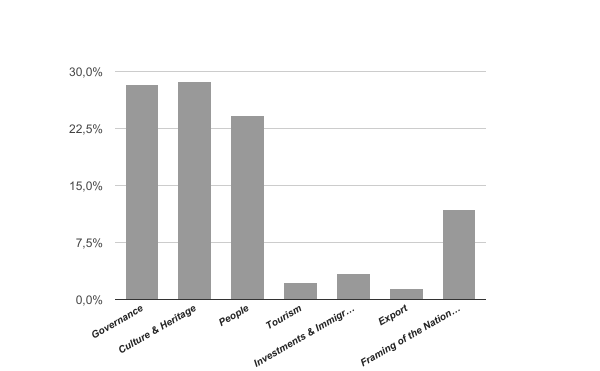 30,0%
22,5%
15,0%
7,5%
0,0%
Governance
Culture & Heritage
People
Tourism
Investments & Immigr…
Export
Framing of the Nation…